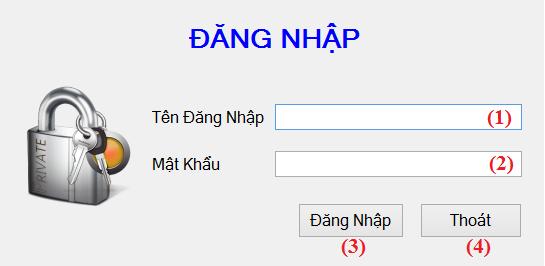 ĐĂNG NHẬP
Tên Đăng Nhập (1)
PRIVATE
Mật Khẩu (2)
Đăng Nhập Thoát
(3) (4)